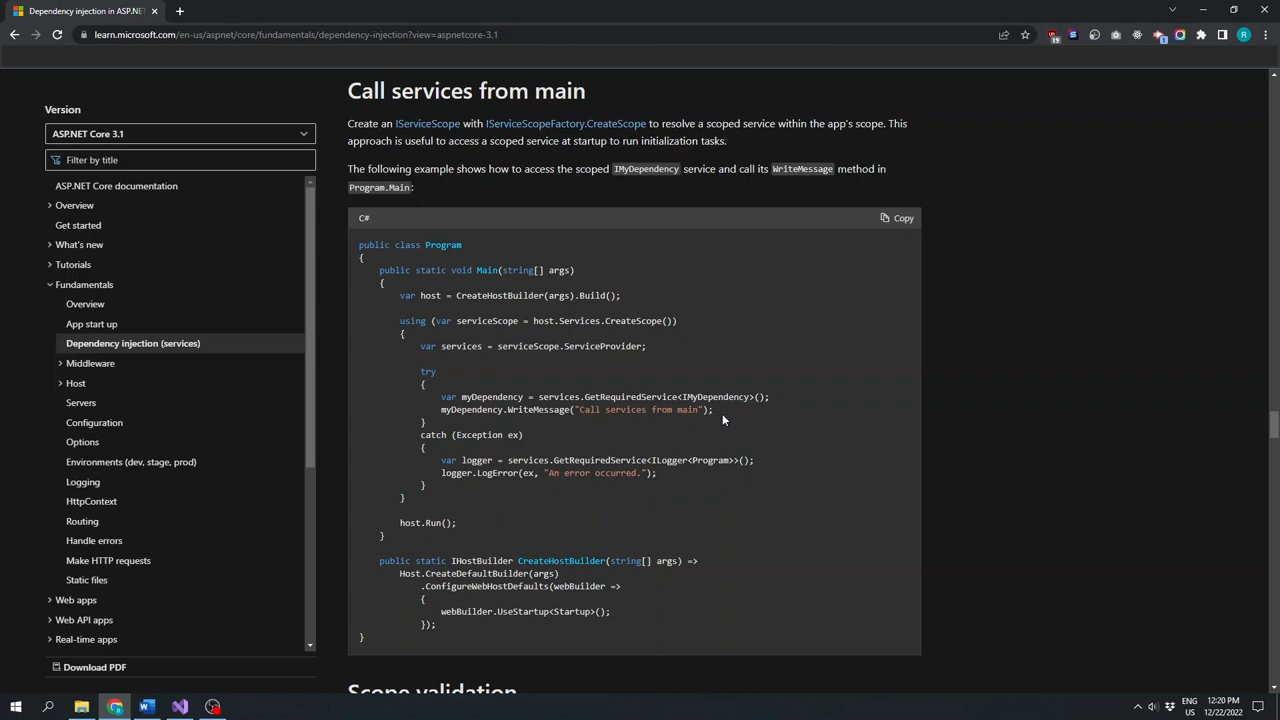 Dependency injection in ASP.NET
learn.microsoft.com/en-us/aspnet/core/fundamentals/dependency-injection?view=aspnetcore-3.1
19
1
R
Version
ASP.NET Core 3.1
Filter by title
ASP.NET Core documentation
Overview
Get started
What's new
Tutorials
Fundamentals
Overview
App start up
Dependency injection (services)
Middleware
Host
Servers
Configuration
Options
Environments (dev, stage, prod)
Logging
HttpContext
Routing
Handle errors
Make HTTP requests
Static files
Web apps
Web API apps
Real-time apps
Download PDF
Call services from main
Create an IServiceScope with IServiceScopeFactory.CreateScope to resolve a scoped service within the app's scope. This
approach is useful to access a scoped service at startup to run initialization tasks.
The following example shows how to access the scoped IMyDependency service and call its WriteMessage method in
Program.Main:
C#
Copy
public class Program
{
public static void Main(string[] args)
{
var host = CreateHostBuilder(args).Build();
using (var serviceScope = host.Services.CreateScope())
{
var services = serviceScope.ServiceProvider;
try
{
var myDependency = services.GetRequiredService<IMyDependency>();
myDependency.WriteMessage("Call services from main");
}
catch (Exception ex)
{
var logger = services.GetRequiredService<ILogger<Program>>();
logger.LogError(ex, "An error occurred.");
}
}
host.Run();
}
public static IHostBuilder CreateHostBuilder(string[] args) =>
Host.CreateDefaultBuilder(args)
.ConfigureWebHostDefaults(webBuilder =>
{
webBuilder.UseStartup<Startup>();
});
}
Scope validation
ENG
US
12:20 PM
12/22/2022